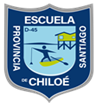 ESCUELA
D-45
PROVINCIA
SANTIAGO
DE
CHILOÉ